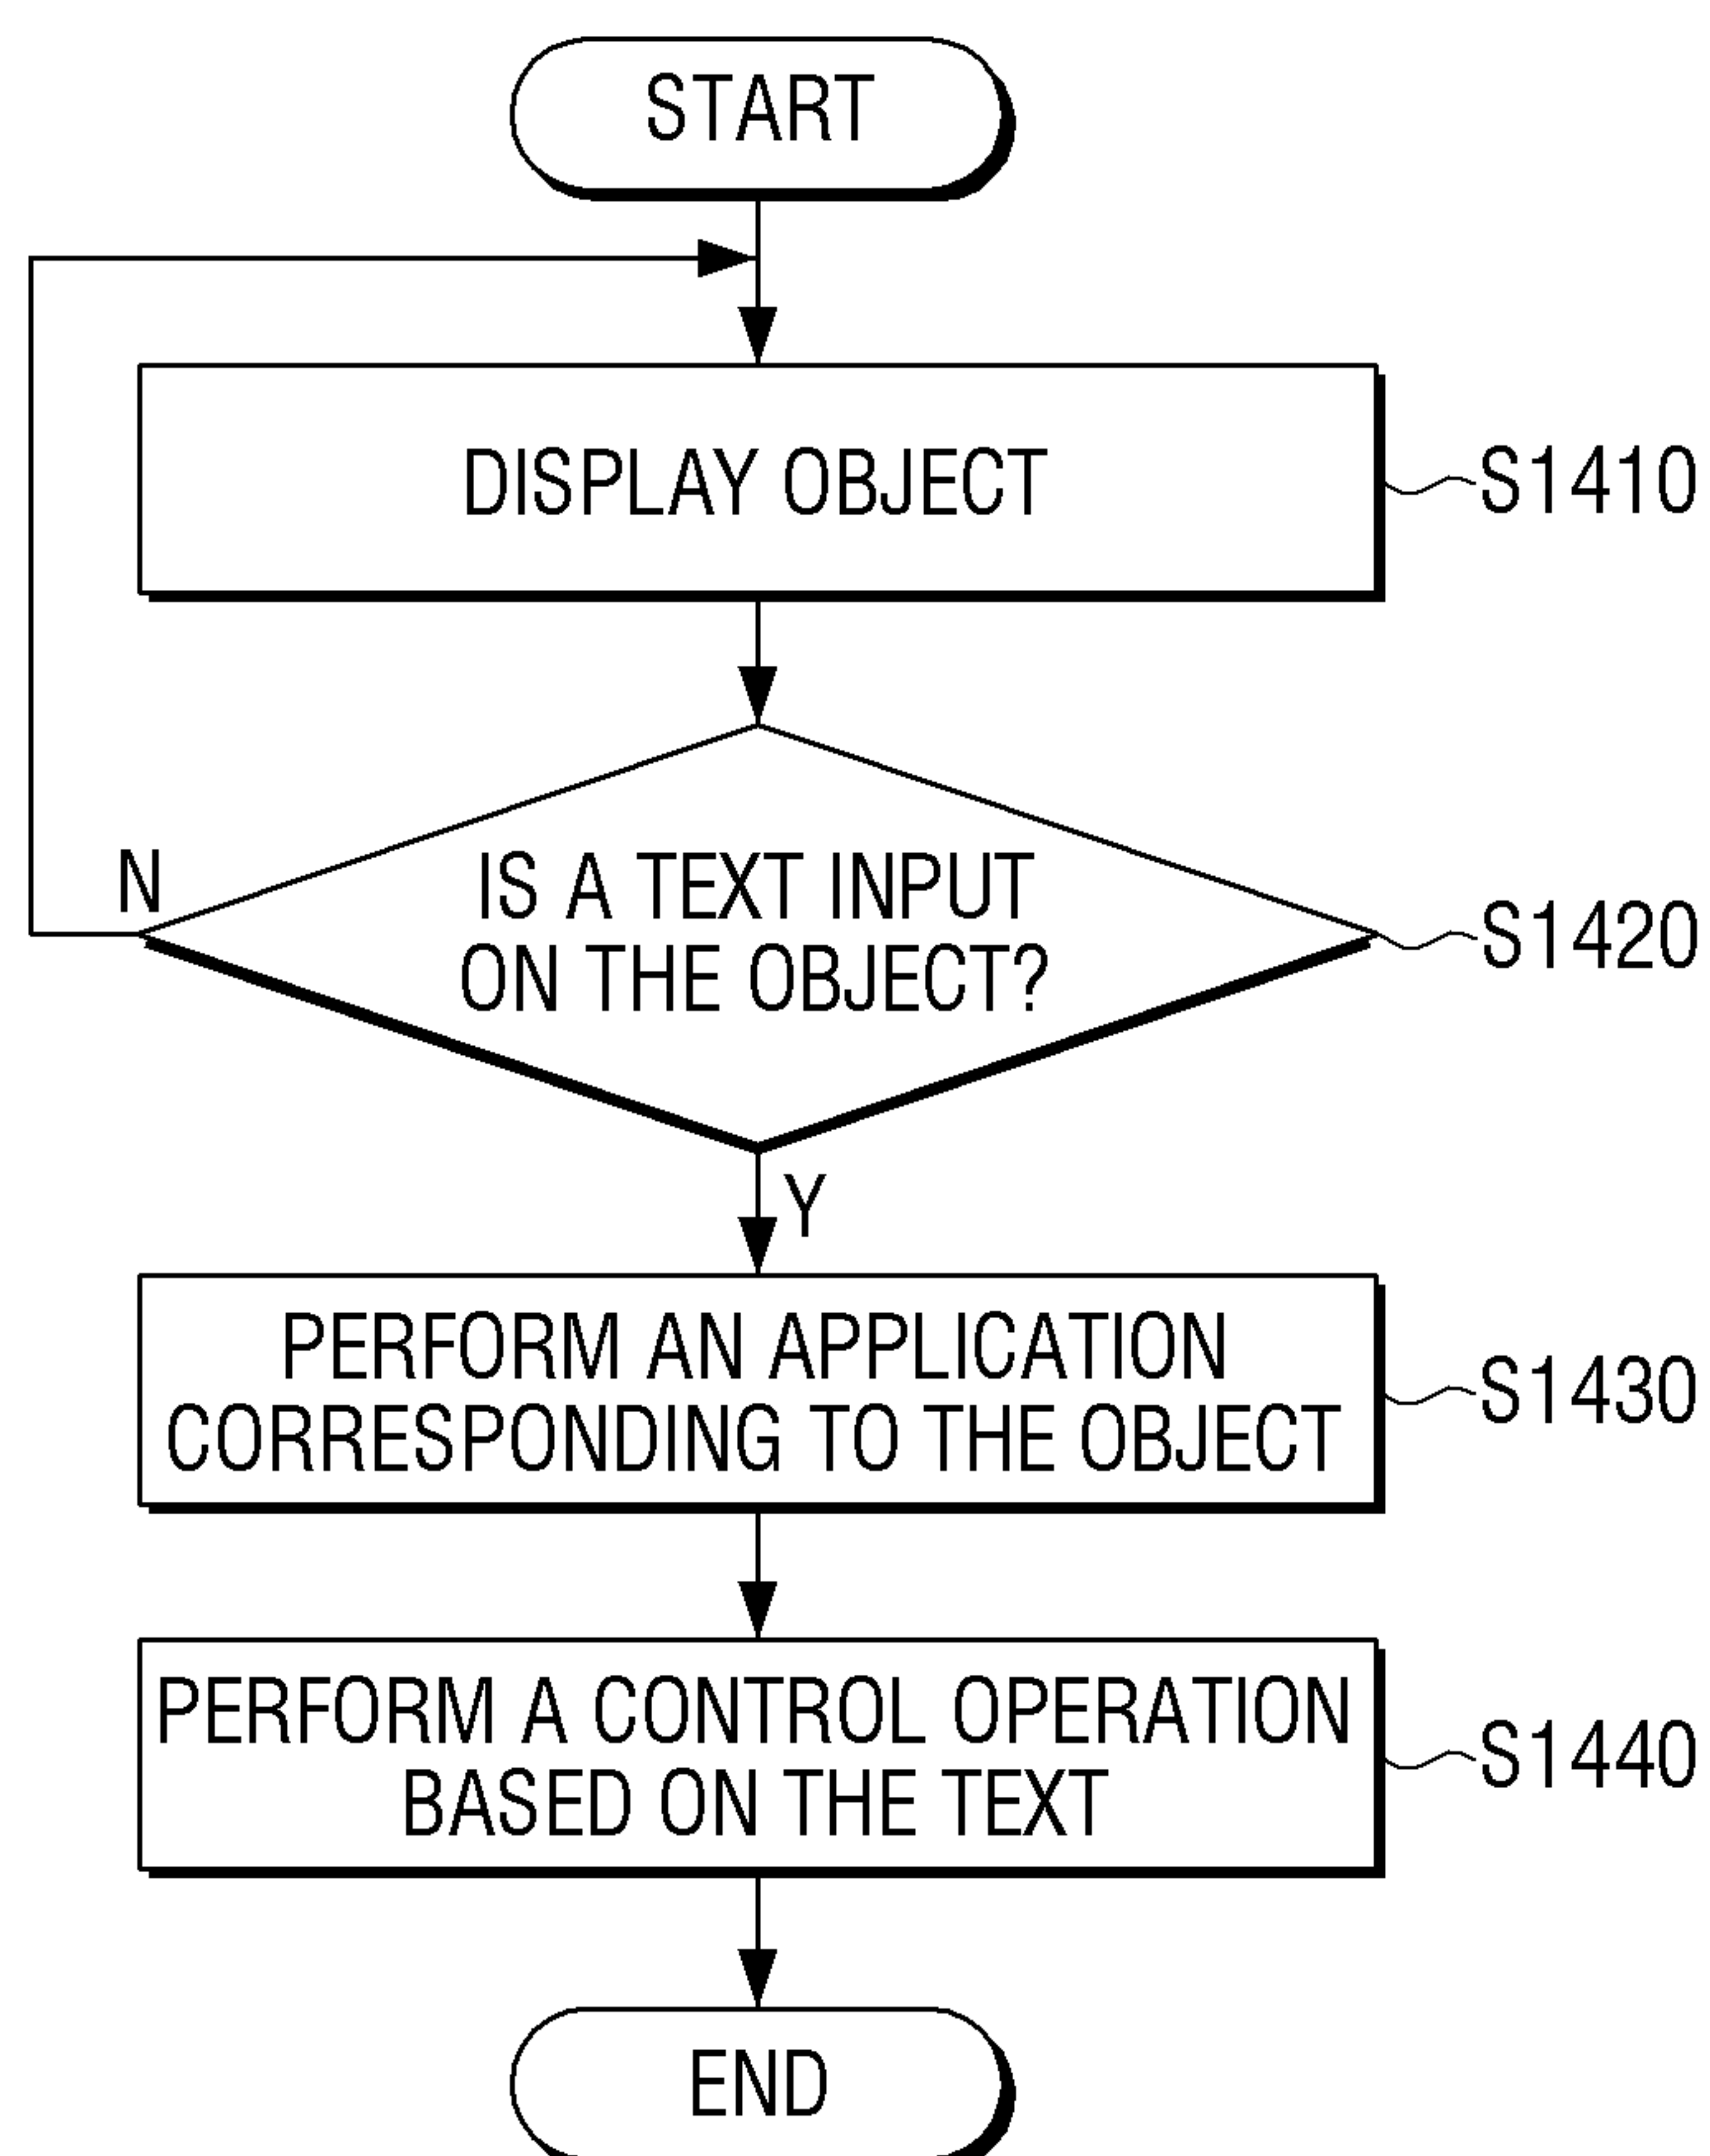 START
DISPLAY OBJECT
S1410
IS A TEXT INPUT
ON THE OBJECT?
S1420
N
Y
PERFORM AN APPLICATION
CORRESPONDING TO THE OBJECT
S1430
PERFORM A CONTROL OPERATION
BASED ON THE TEXT
S1440
END